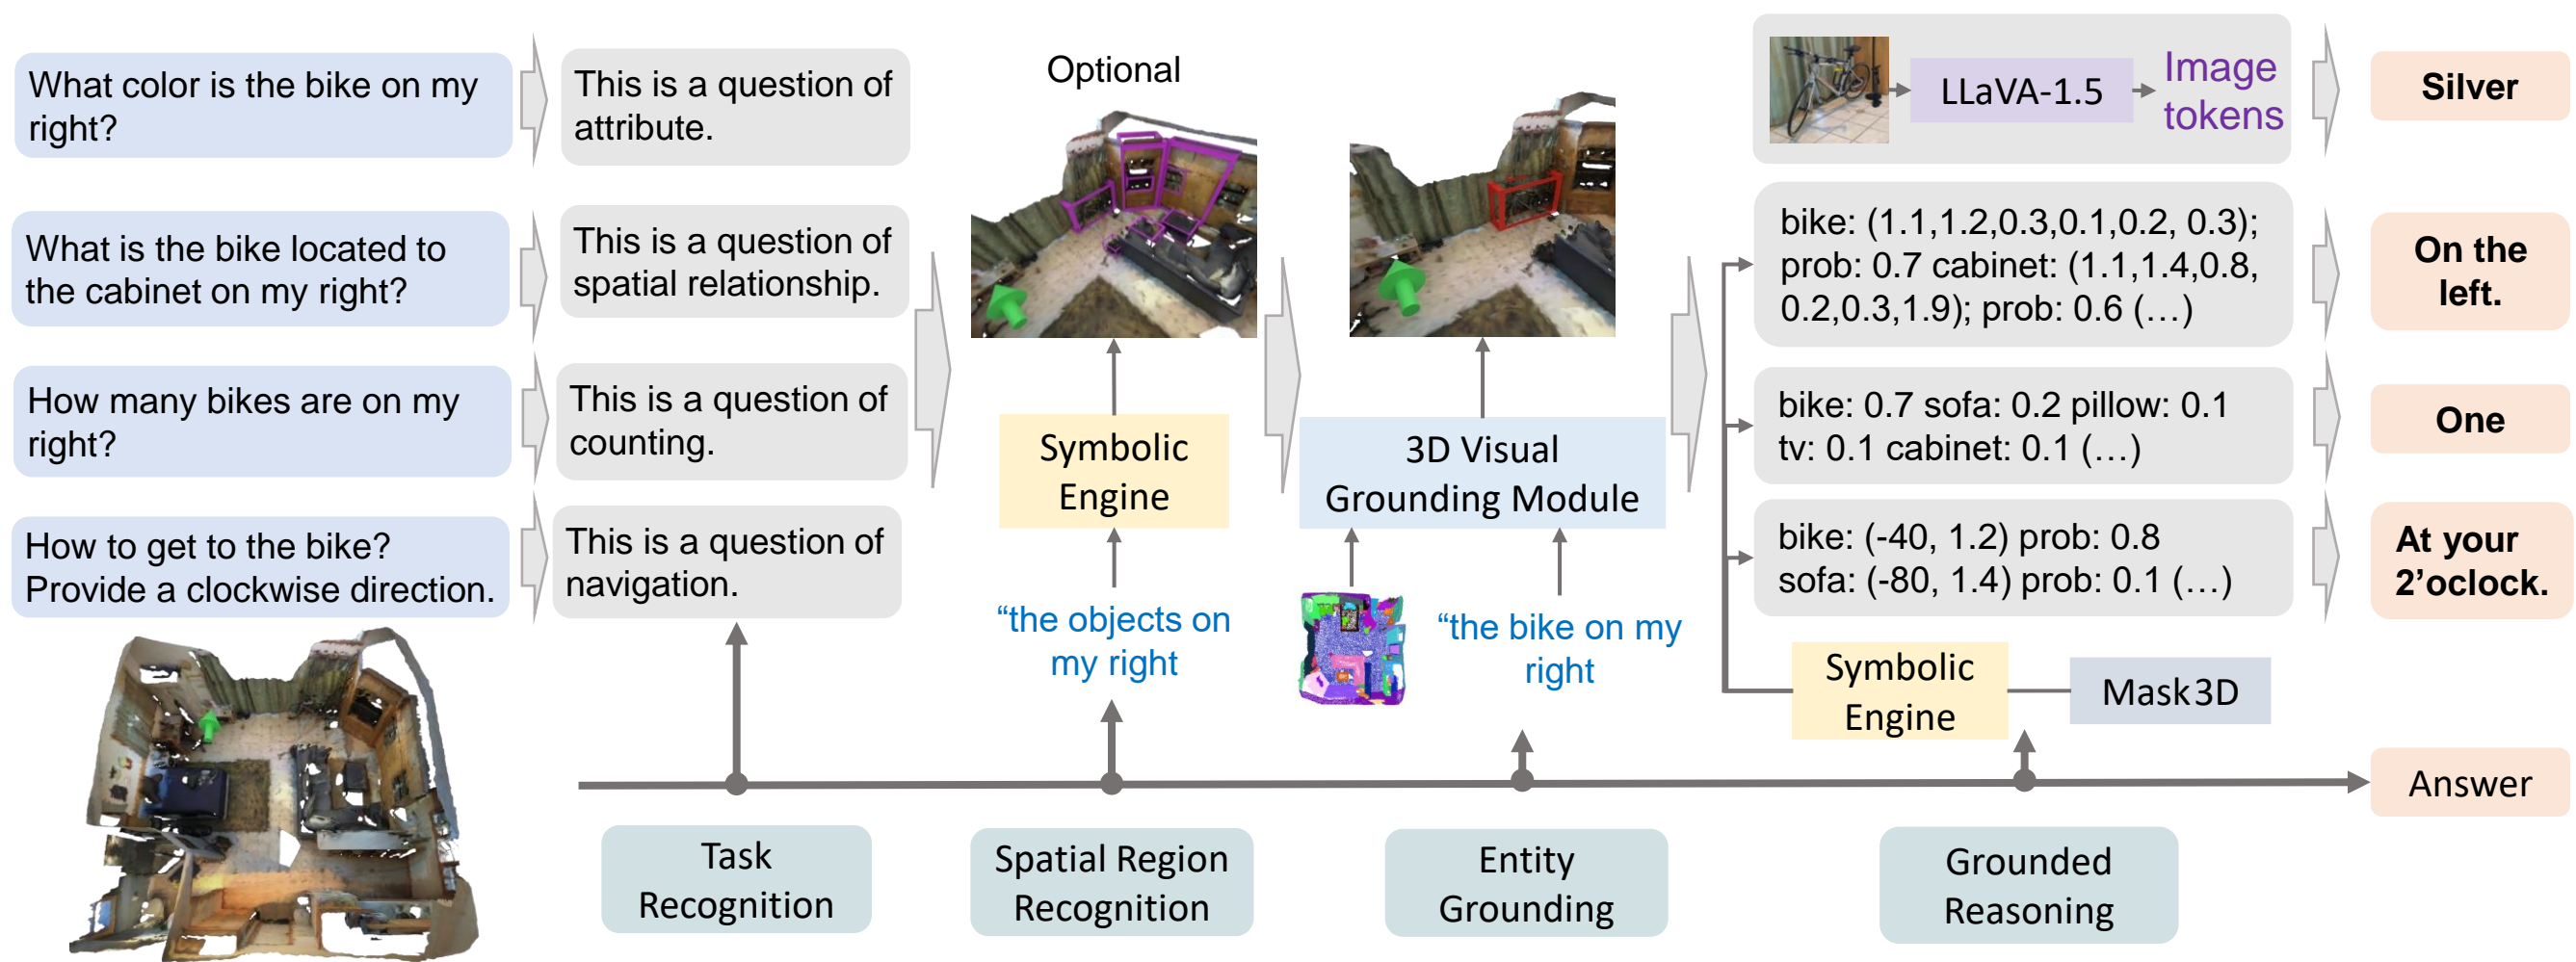 What color is the bike on my
right?
This is a question of
attribute.
What is the bike located to
the cabinet on my right?
This is a question of
spatial relationship.
How many bikes are on my
right?
This is a question of
counting.
How to get to the bike?
Provide a clockwise direction.
This is a question of
navigation.
Optional
Symbolic
Engine
“the objects on
my right
3D Visual
Grounding Module
“the bike on my
right
LLaVA-1.5
Image
tokens
Silver
bike: (1.1,1.2,0.3,0.1,0.2, 0.3);
prob: 0.7 cabinet: (1.1,1.4,0.8,
0.2,0.3,1.9); prob: 0.6 (…)
On the
left.
bike: 0.7 sofa: 0.2 pillow: 0.1
tv: 0.1 cabinet: 0.1 (…)
One
bike: (-40, 1.2) prob: 0.8
sofa: (-80, 1.4) prob: 0.1 (…)
At your
2’oclock.
Symbolic
Engine
Mask3D
Answer
Task
Recognition
Spatial Region
Recognition
Entity
Grounding
Grounded
Reasoning